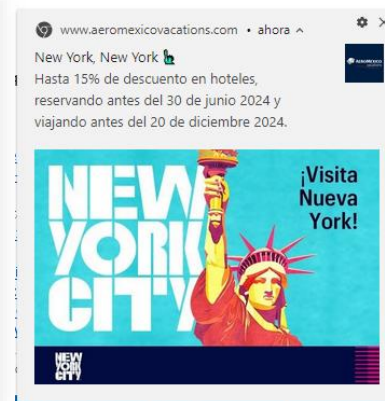 www.aeromexicovacations.com • ahora
New York, New York 🗽
Hasta 15% de descuento en hoteles,
reservando antes del 30 de junio 2024 y
viajando antes del 20 de diciembre 2024.
AEROMEXICO
NEW
YORK
CITY
¡Visita
Nueva
York!
NEW
YORK
CITY